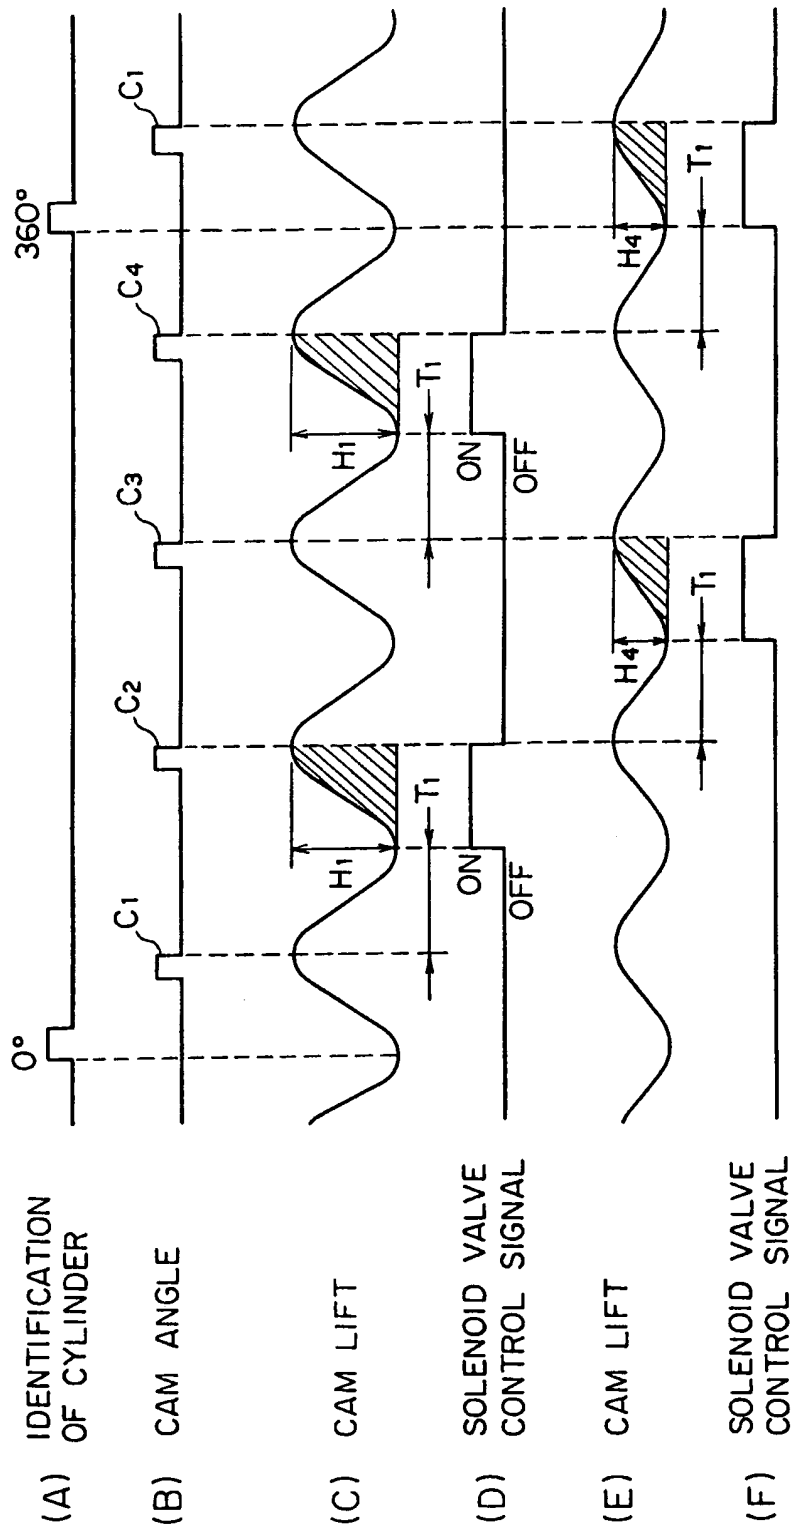 (A) IDENTIFICATION
OF CYLINDER
0°
360°
(B) CAM ANGLE
C1
C2
C3
C4
C1
(C) CAM LIFT
H1
T1
H1
T1
(D) SOLENOID VALVE
CONTROL SIGNAL
ON
OFF
ON
OFF
(E) CAM LIFT
H4
T1
H4
T1
(F) SOLENOID VALVE
CONTROL SIGNAL